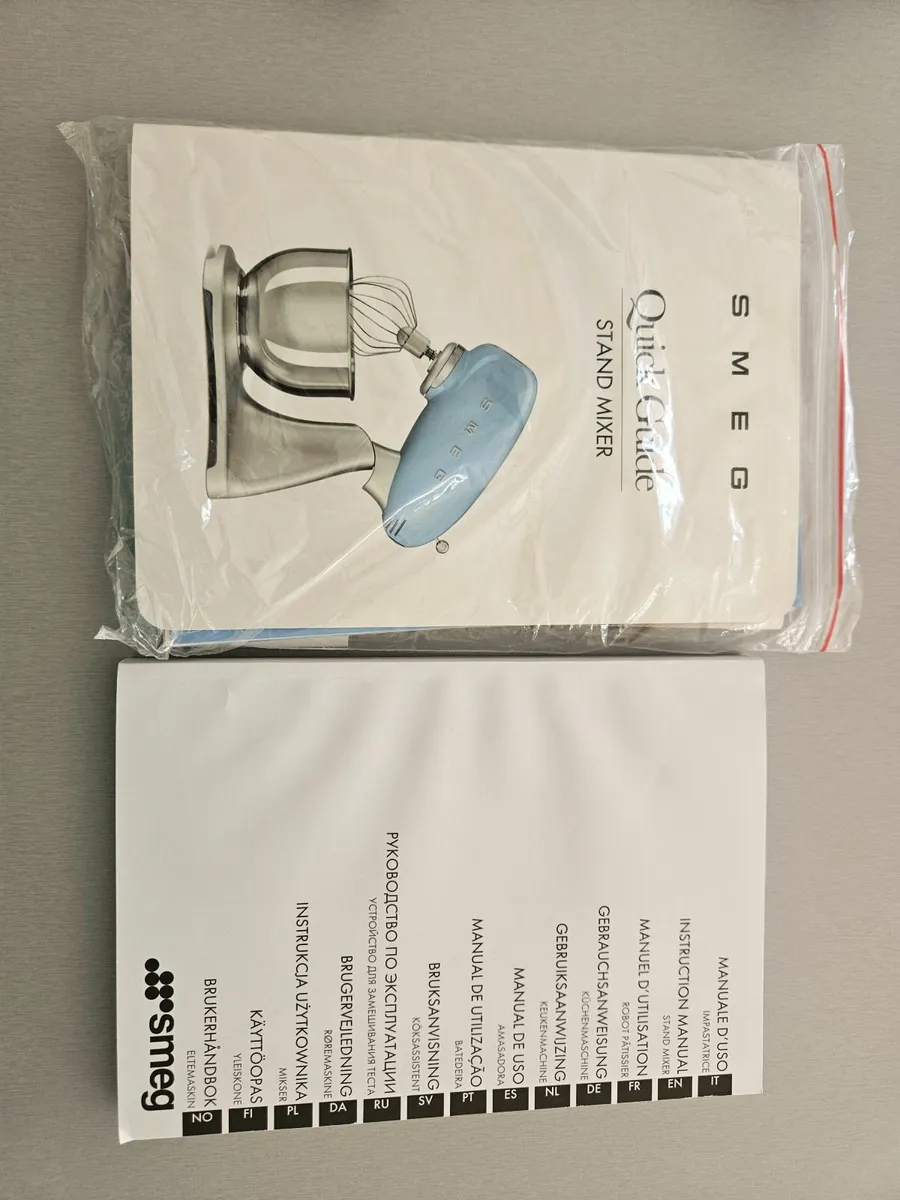 SMEG
Quick Guide
STAND MIXER
SMEG
MANUALE D'USO
IMPASTATRICE
IT
INSTRUCTION MANUAL
STAND MIXER
EN
MANUEL D'UTILISATION
ROBOT PÂTISSIER
FR
GEBRAUCHSANWEISUNG
KÜCHENMASCHINE
DE
GEBRUIKSAANWIJZING
KEUKENMACHINE
NL
MANUAL DE USO
AMASADORA
ES
MANUAL DE UTILIZAÇÃO
BATEDEIRA
PT
BRUKSANVISNING
KÖKSASSISTENT
SV
РУКОВОДСТВО ПО ЭКСПЛУАТАЦИИ
УСТРОЙСТВО ДЛЯ ЗАМЕШИВАНИЯ ТЕСТА
RU
BRUGERVEJLEDNING
RØREMASKINE
DA
INSTRUKCJA UŻYTKOWNIKA
MIKSER
PL
KÄYTTÖOPAS
YLEISKONE
FI
BRUKERHÅNDBOK
ELTEMASKIN
NO
smeg